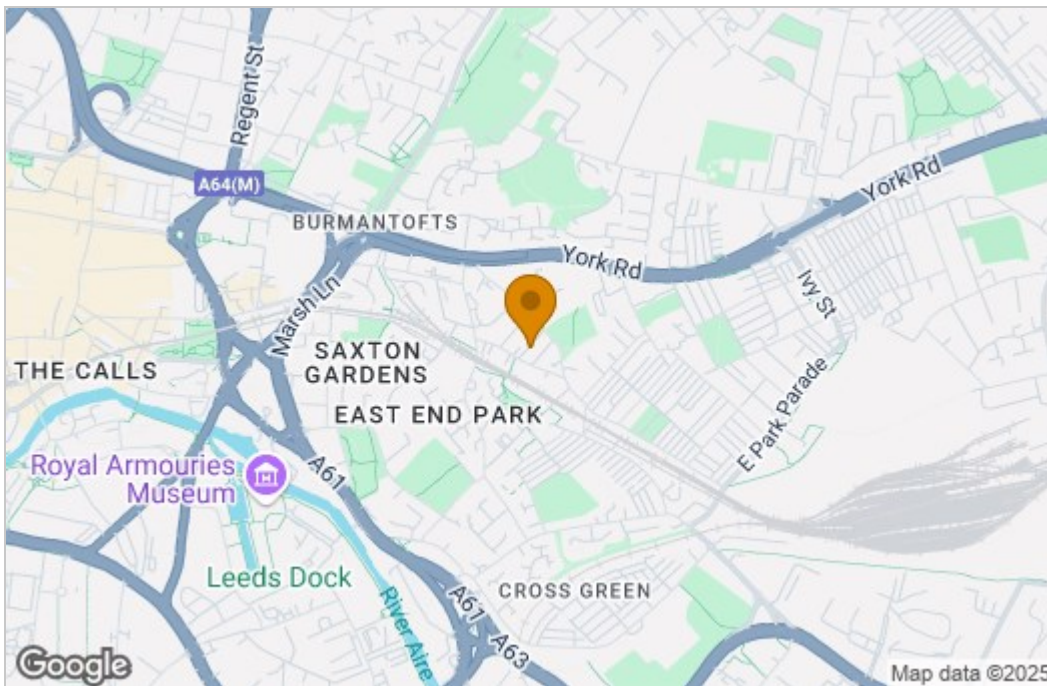 Regent St
A64(M)
York Rd
BURMANTOFTS
York Rd
Ivy St
Marsh Ln
SAXTON
GARDENS
THE CALLS
EAST END PARK
E Park Parade
Royal Armouries
Museum
A61
Leeds Dock
River Aire
CROSS GREEN
A61
A63
Google
Map data ©2025